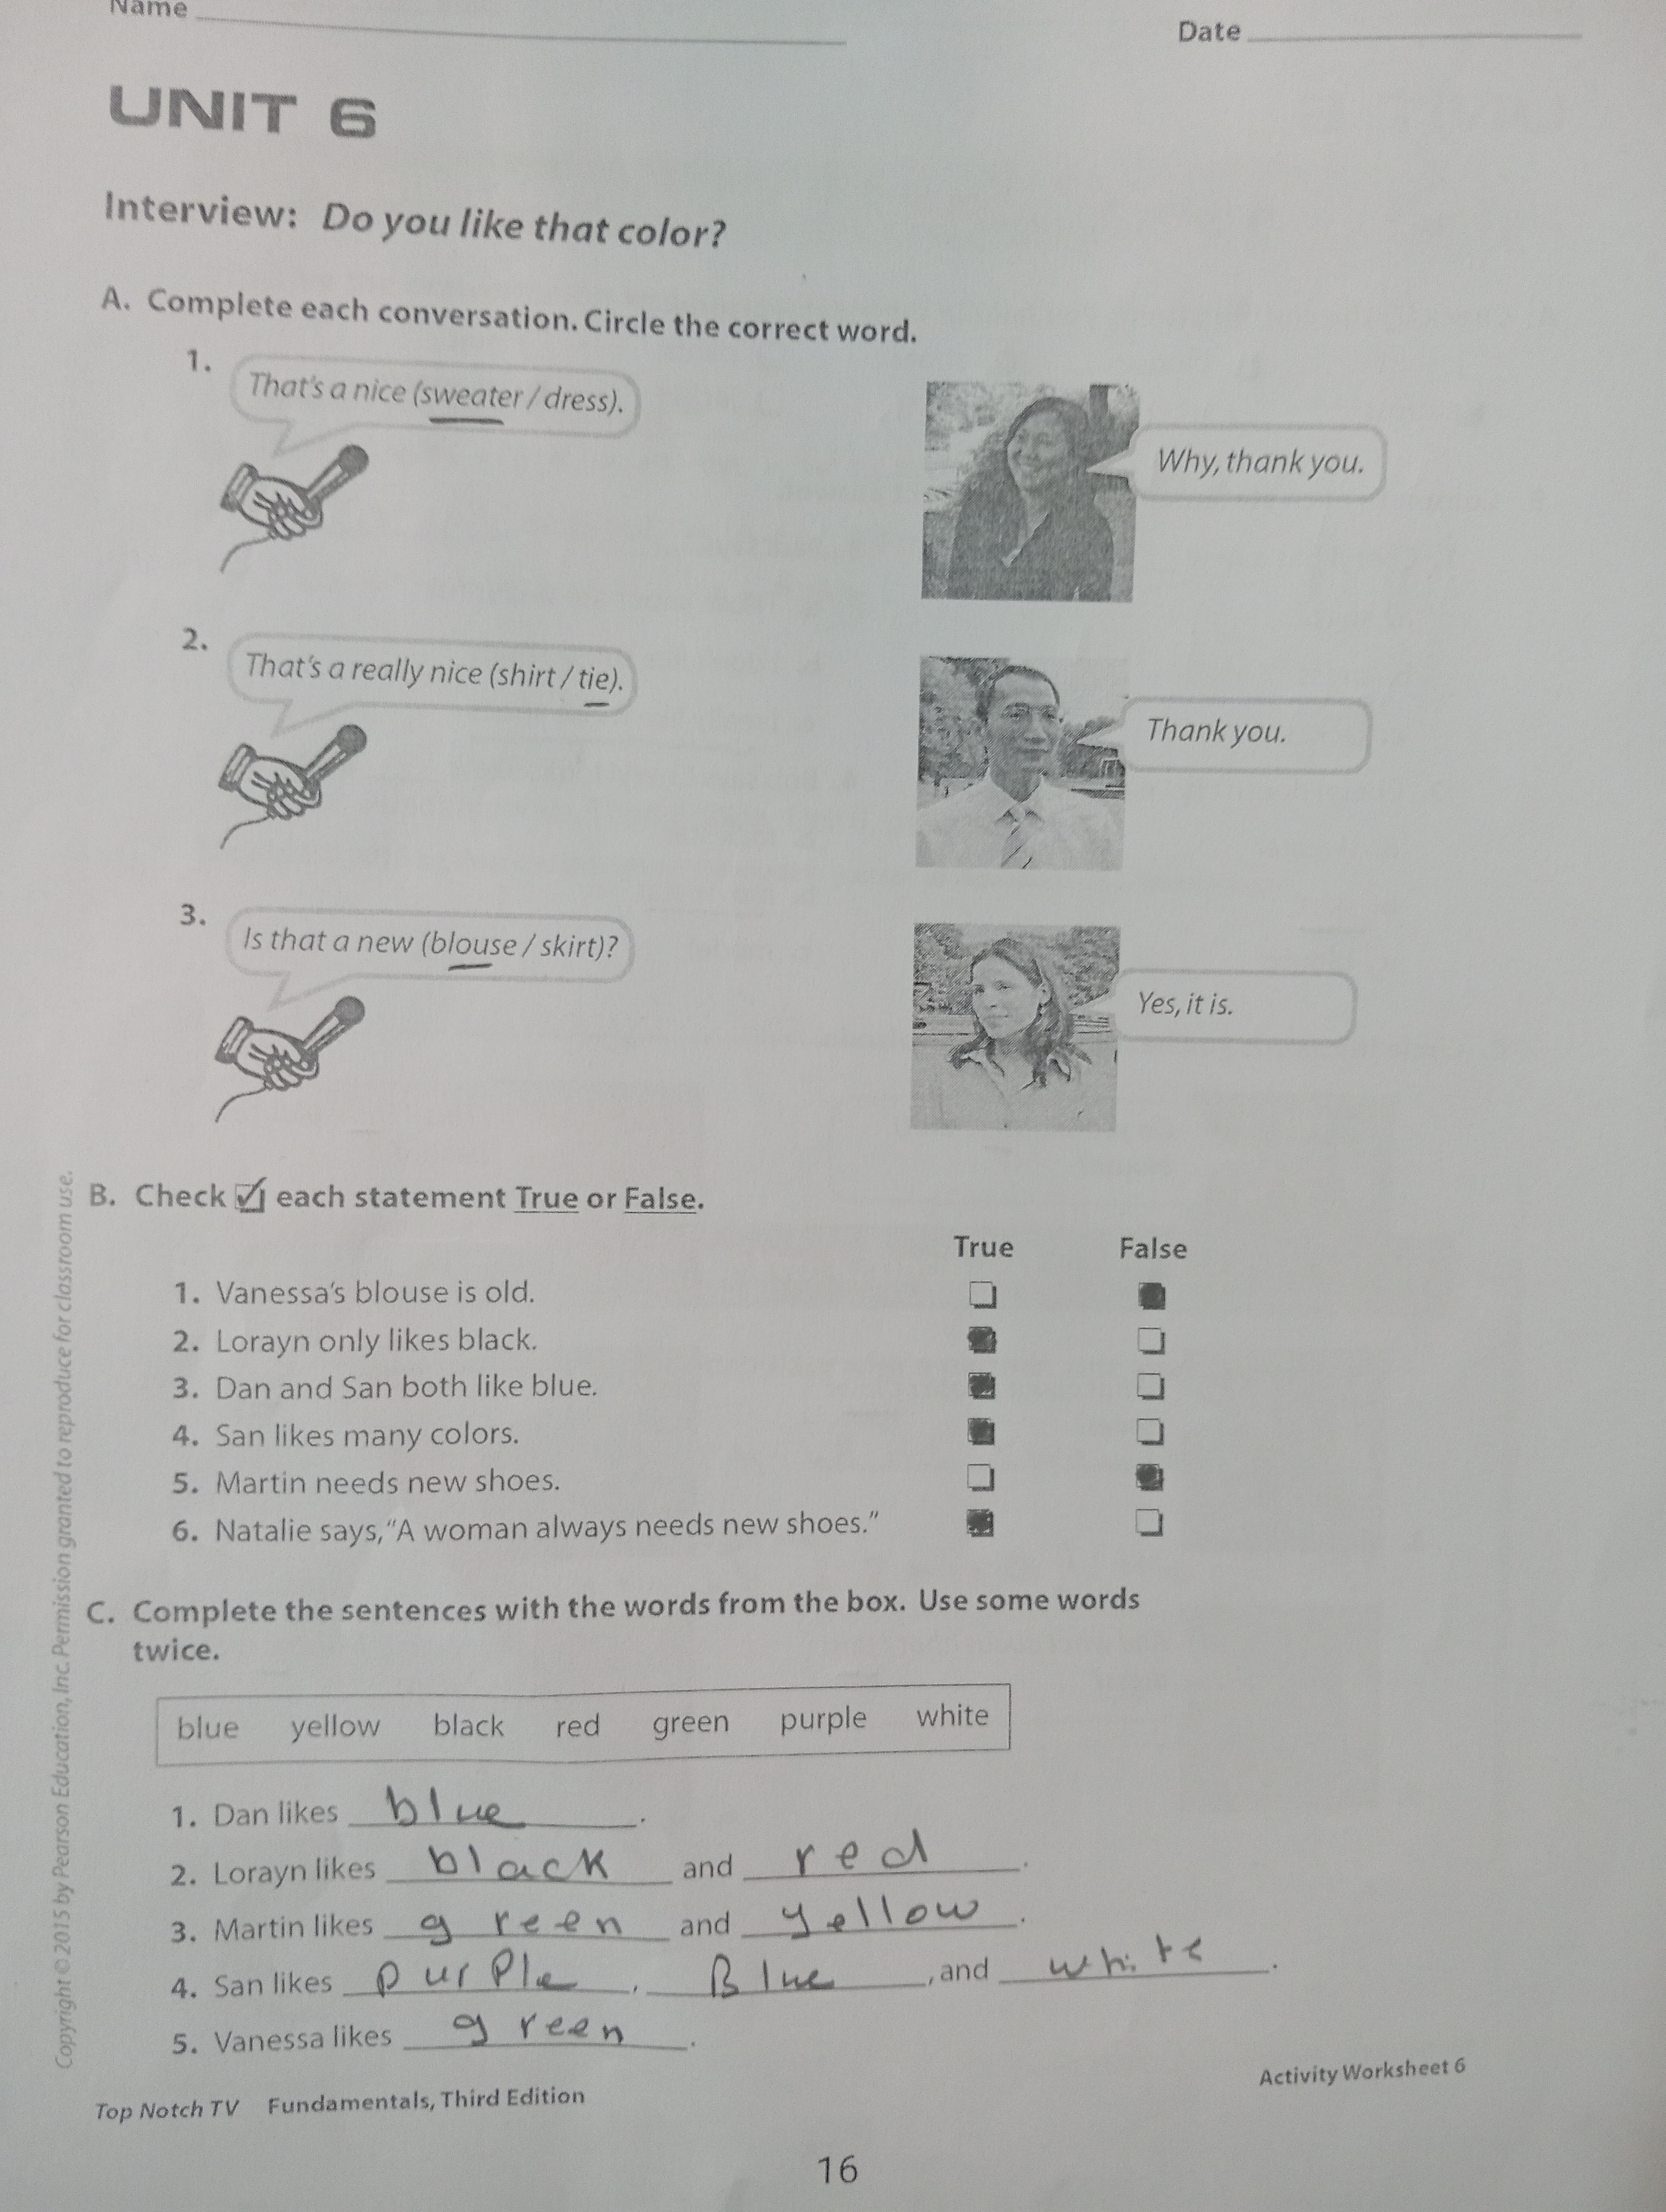 Name
Date
UNIT 6
Interview: Do you like that color?
A. Complete each conversation. Circle the correct word.
1.
That's a nice (sweater / dress).
Why, thank you.
2.
That's a really nice (shirt / tie).
Thank you.
3.
Is that a new (blouse / skirt)?
Yes, it is.
B. Check each statement True or False.
True False
1. Vanessa's blouse is old.
2. Lorayn only likes black.
3. Dan and San both like blue.
4. San likes many colors.
5. Martin needs new shoes.
6. Natalie says, "A woman always needs new shoes."
C. Complete the sentences with the words from the box. Use some words
twice.
blue yellow black red green purple white
1. Dan likes blue.
2. Lorayn likes black and red.
3. Martin likes green and yellow.
4. San likes purPle, Blue, and white.
5. Vanessa likes green.
Copyright ©2015 by Pearson Education, Inc. Permission granted to reproduce for classroom use.
Top Notch TV Fundamentals, Third Edition
Activity Worksheet 6
16